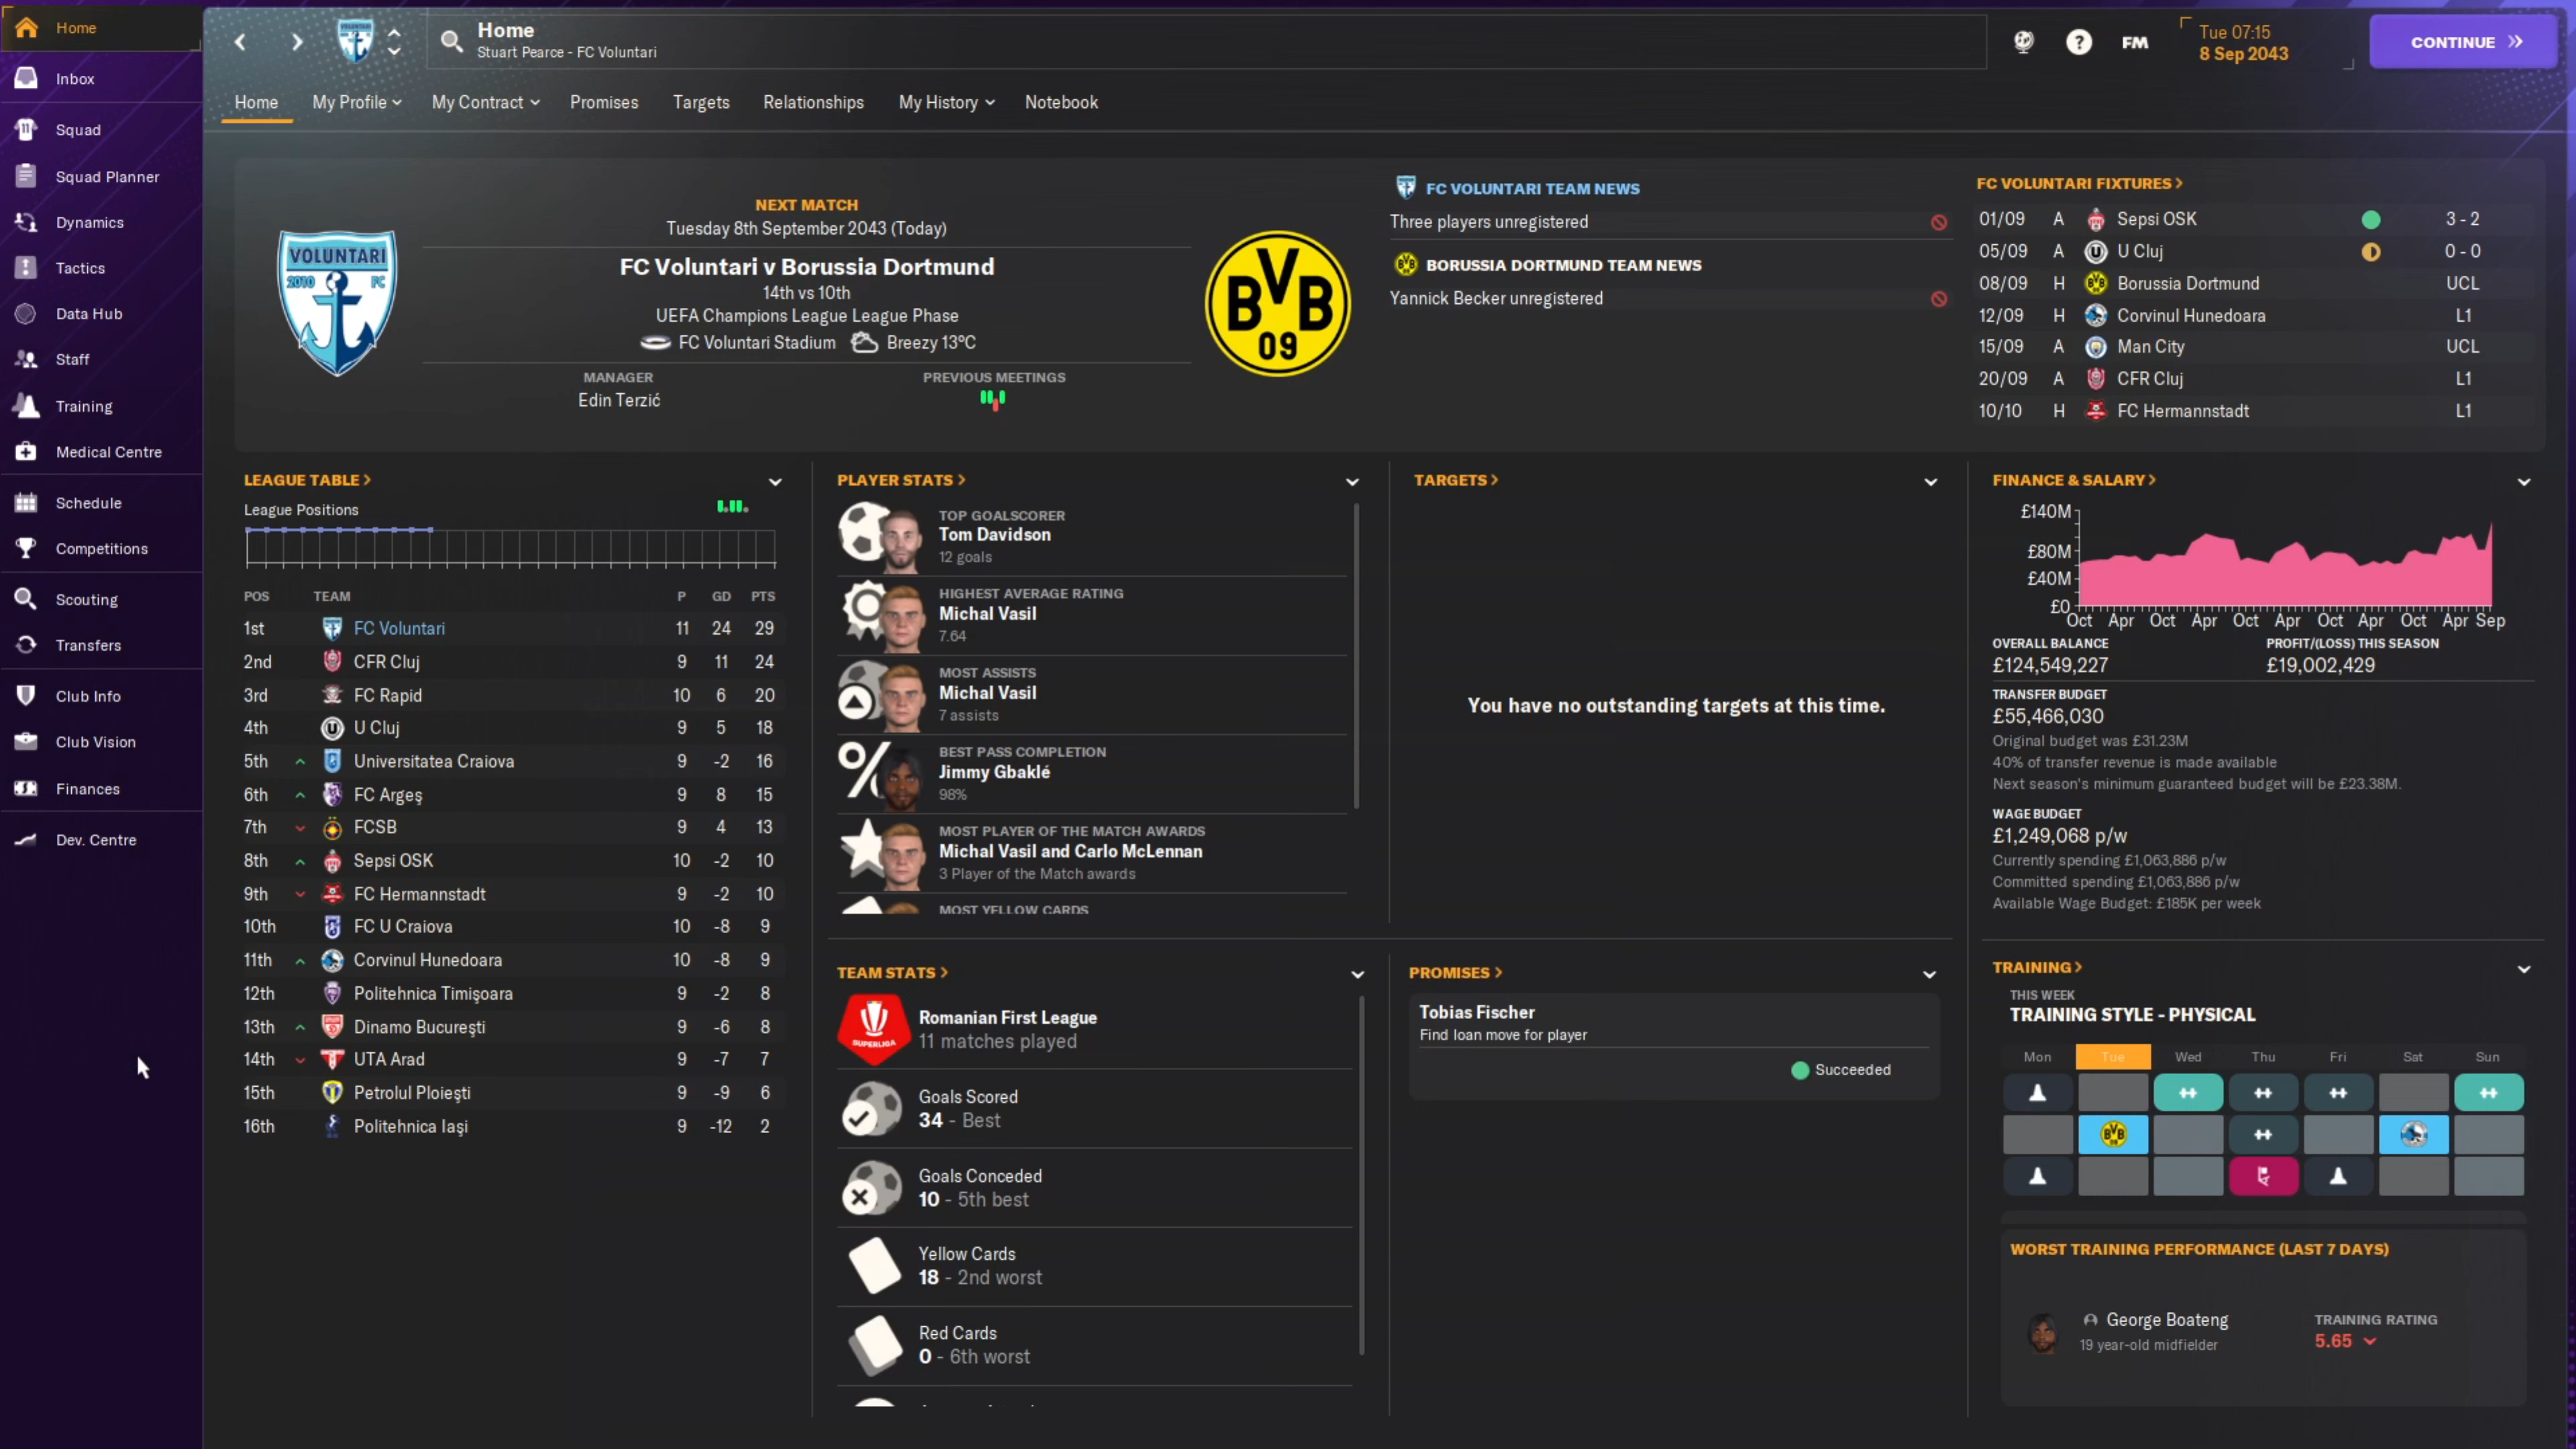 Home
Inbox
Squad
Squad Planner
Dynamics
Tactics
Data Hub
Staff
Training
Medical Centre
Schedule
Competitions
Scouting
Transfers
Club Info
Club Vision
Finances
Dev. Centre
Home
Stuart Pearce - FC Voluntari
?
FM
Tue 07:15
8 Sep 2043
CONTINUE
Home My Profile My Contract Promises Targets Relationships My History Notebook
VOLUNTARI
2010 FC
NEXT MATCH
Tuesday 8th September 2043 (Today)
FC Voluntari v Borussia Dortmund
14th vs 10th
UEFA Champions League League Phase
FC Voluntari Stadium Breezy 13ºC
MANAGER
Edin Terzić
PREVIOUS MEETINGS
BVB
09
FC VOLUNTARI TEAM NEWS
Three players unregistered
BORUSSIA DORTMUND TEAM NEWS
Yannick Becker unregistered
FC VOLUNTARI FIXTURES
01/09 A Sepsi OSK 3 - 2
05/09 A U Cluj 0 - 0
08/09 H Borussia Dortmund UCL
12/09 H Corvinul Hunedoara L1
15/09 A Man City UCL
20/09 A CFR Cluj L1
10/10 H FC Hermannstadt L1
LEAGUE TABLE
League Positions
POS TEAM P GD PTS
1st FC Voluntari 11 24 29
2nd CFR Cluj 9 11 24
3rd FC Rapid 10 6 20
4th U Cluj 9 5 18
5th Universitatea Craiova 9 -2 16
6th FC Argeş 9 8 15
7th FCSB 9 4 13
8th Sepsi OSK 10 -2 10
9th FC Hermannstadt 9 -2 10
10th FC U Craiova 10 -8 9
11th Corvinul Hunedoara 10 -8 9
12th Politehnica Timişoara 9 -2 8
13th Dinamo Bucureşti 9 -6 8
14th UTA Arad 9 -7 7
15th Petrolul Ploieşti 9 -9 6
16th Politehnica Iaşi 9 -12 2
PLAYER STATS
TOP GOALSCORER
Tom Davidson
12 goals
HIGHEST AVERAGE RATING
Michal Vasil
7.64
MOST ASSISTS
Michal Vasil
7 assists
BEST PASS COMPLETION
Jimmy Gbaklé
98%
MOST PLAYER OF THE MATCH AWARDS
Michal Vasil and Carlo McLennan
3 Player of the Match awards
MOST YELLOW CARDS
TEAM STATS
SUPERLIGA
Romanian First League
11 matches played
Goals Scored
34 - Best
Goals Conceded
10 - 5th best
Yellow Cards
18 - 2nd worst
Red Cards
0 - 6th worst
TARGETS
You have no outstanding targets at this time.
PROMISES
Tobias Fischer
Find loan move for player
Succeeded
FINANCE & SALARY
£140M
£80M
£40M
£0
Oct Apr Oct Apr Oct Apr Oct Apr Oct Apr Sep
OVERALL BALANCE
£124,549,227
PROFIT/(LOSS) THIS SEASON
£19,002,429
TRANSFER BUDGET
£55,466,030
Original budget was £31.23M
40% of transfer revenue is made available
Next season's minimum guaranteed budget will be £23.38M.
WAGE BUDGET
£1,249,068 p/w
Currently spending £1,063,886 p/w
Committed spending £1,063,886 p/w
Available Wage Budget: £185K per week
TRAINING
THIS WEEK
TRAINING STYLE - PHYSICAL
Mon Tue Wed Thu Fri Sat Sun
WORST TRAINING PERFORMANCE (LAST 7 DAYS)
George Boateng
19 year-old midfielder
TRAINING RATING
5.65